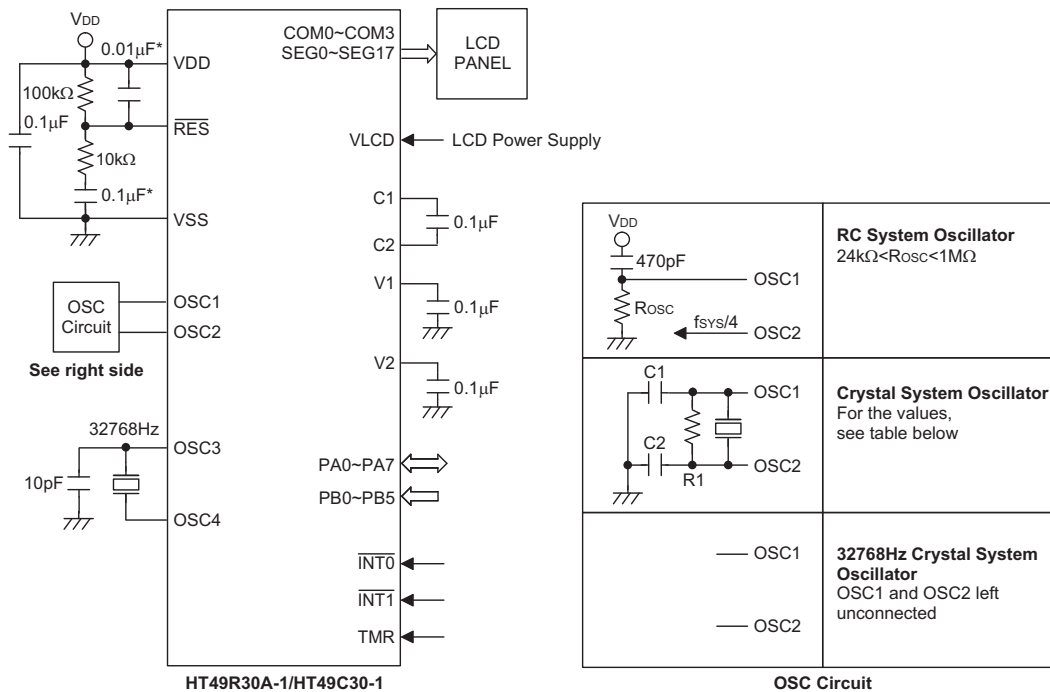 VDD
0.01μF*
VDD
100kΩ
0.1μF
RES
10kΩ
0.1μF*
VSS
OSC
Circuit
OSC1
OSC2
See right side
32768Hz
OSC3
10pF
OSC4
COM0~COM3
SEG0~SEG17
LCD
PANEL
VLCD
LCD Power Supply
C1
0.1μF
C2
V1
0.1μF
V2
0.1μF
PA0~PA7
PB0~PB5
INT0
INT1
TMR
HT49R30A-1/HT49C30-1
VDD
470pF
OSC1
ROSC
fSYS/4
OSC2
RC System Oscillator
24kΩ<ROSC<1MΩ
C1
OSC1
C2
OSC2
R1
Crystal System Oscillator
For the values,
see table below
OSC1
OSC2
32768Hz Crystal System
Oscillator
OSC1 and OSC2 left
unconnected
OSC Circuit